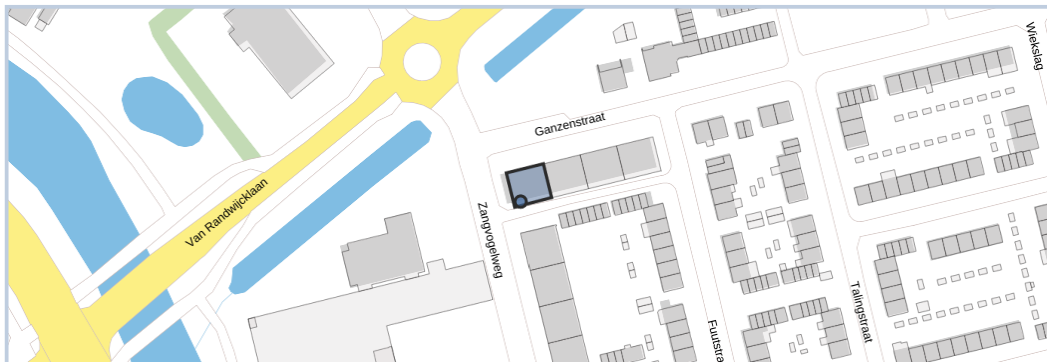 Wiekslag
Ganzenstraat
Van Randwijcklaan
Zangvogelweg
Talingstraat
Fuutstra